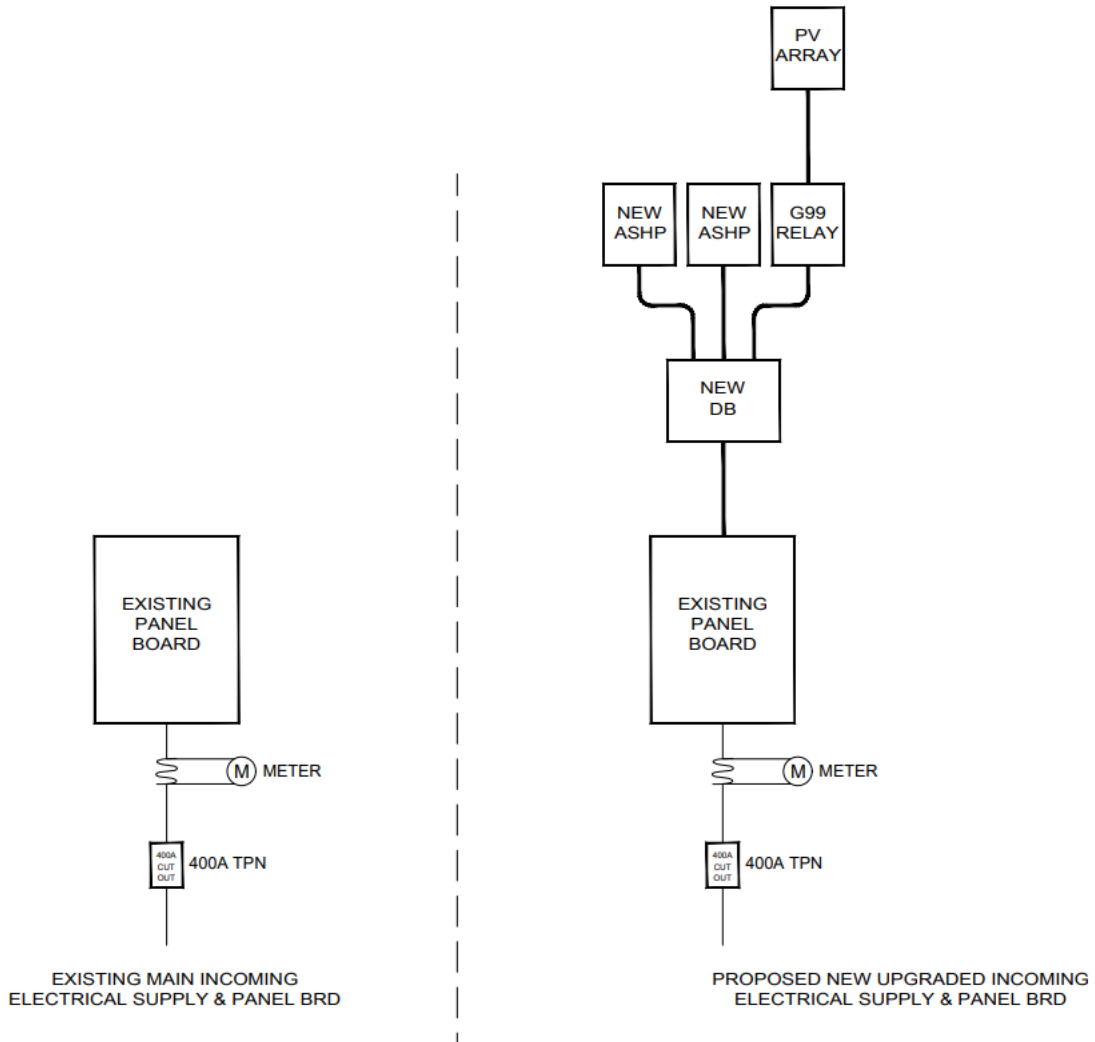 PV
ARRAY
NEW
ASHP
NEW
ASHP
G99
RELAY
NEW
DB
EXISTING
PANEL
BOARD
M
METER
400A
CUT
OUT
400A TPN
EXISTING MAIN INCOMING
ELECTRICAL SUPPLY & PANEL BRD
EXISTING
PANEL
BOARD
M
METER
400A
CUT
OUT
400A TPN
PROPOSED NEW UPGRADED INCOMING
ELECTRICAL SUPPLY & PANEL BRD